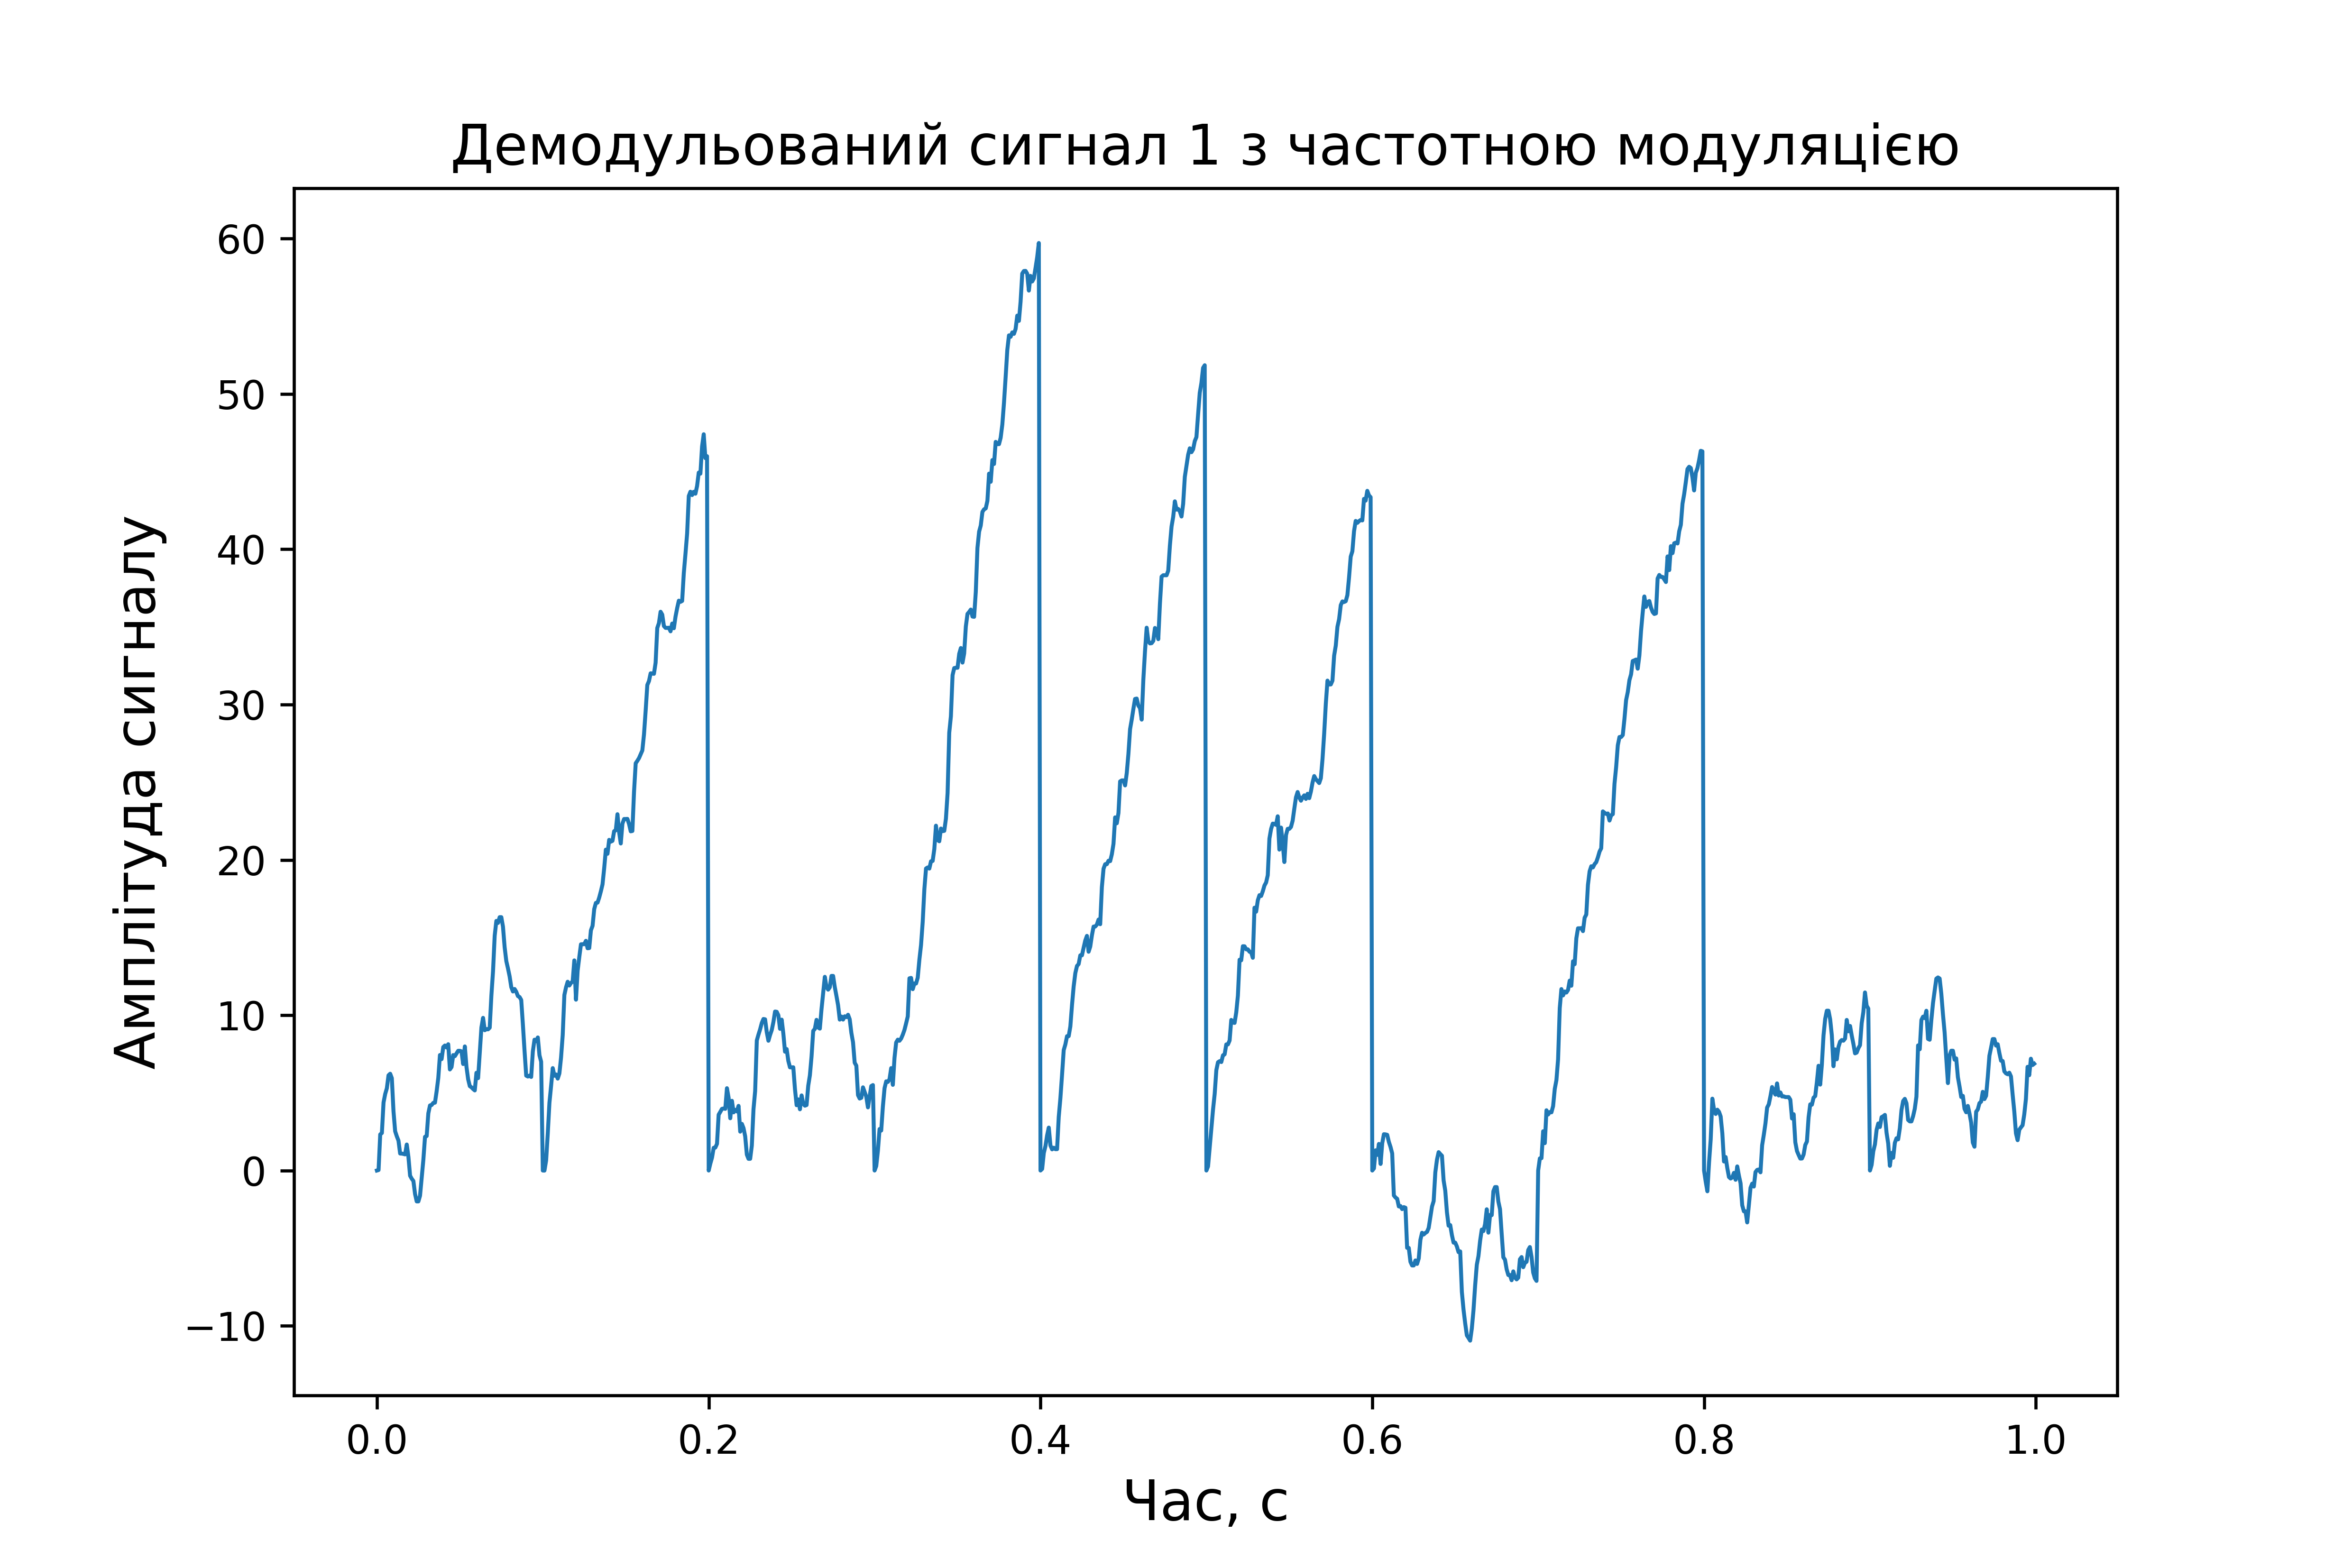 Демодульований сигнал 1 з частотною модуляцією
Амплітуда сигналу
60
50
40
30
20
10
0
−10
0.0 0.2 0.4 0.6 0.8 1.0
Час, с